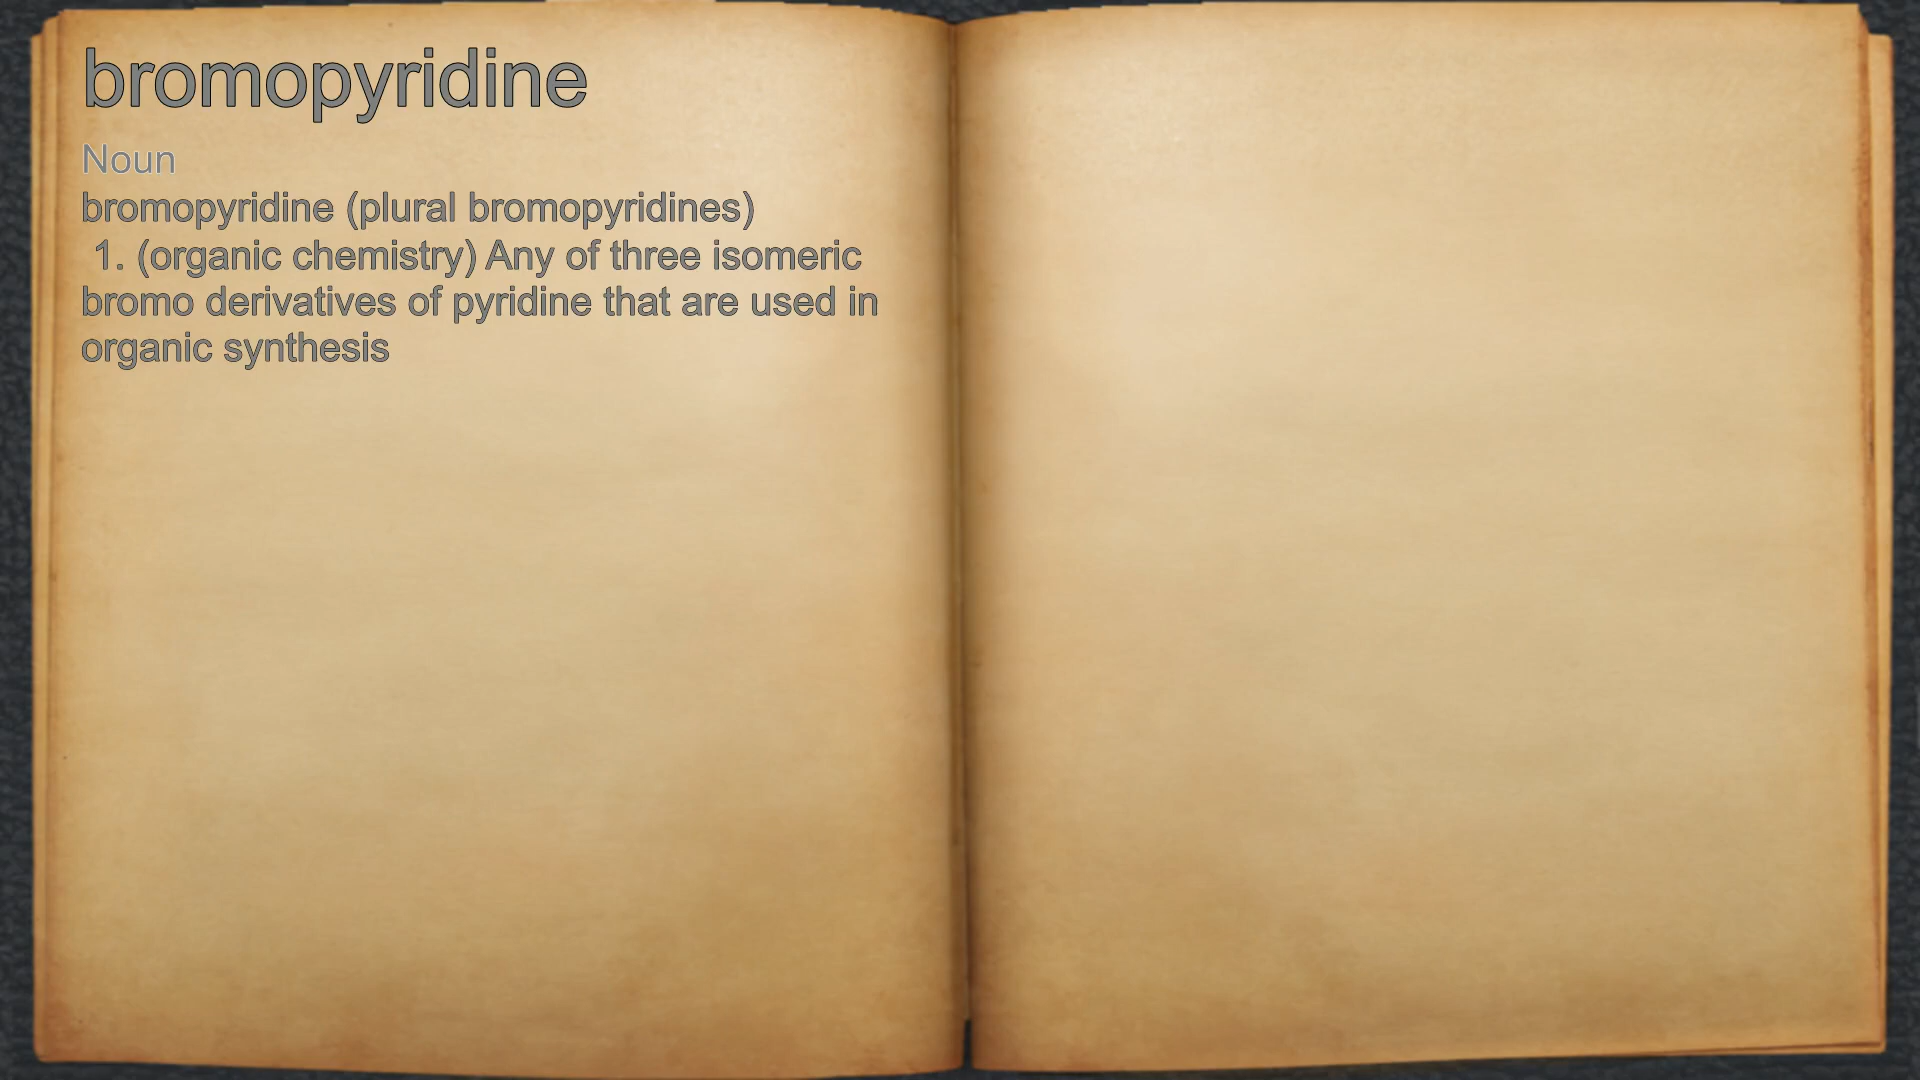 bromopyridine
Noun
bromopyridine (plural bromopyridines)
1. (organic chemistry) Any of three isomeric
bromo derivatives of pyridine that are used in
organic synthesis